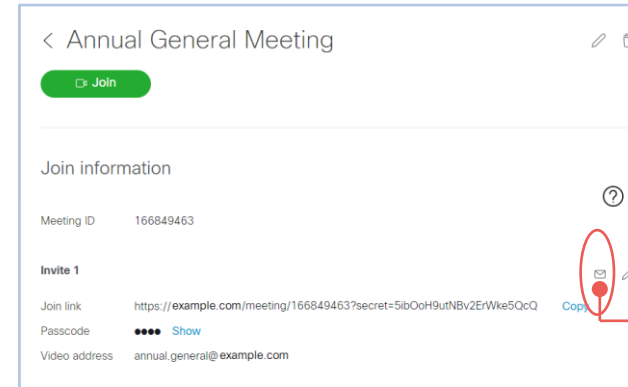 Annual General Meeting
Join
Join information
?
Meeting ID 166849463
Invite 1
Join link https://example.com/meeting/166849463?secret=5ibOoH9utNBv2ErWke5QcQ Copy
Passcode ●●●● Show
Video address annual.general@example.com